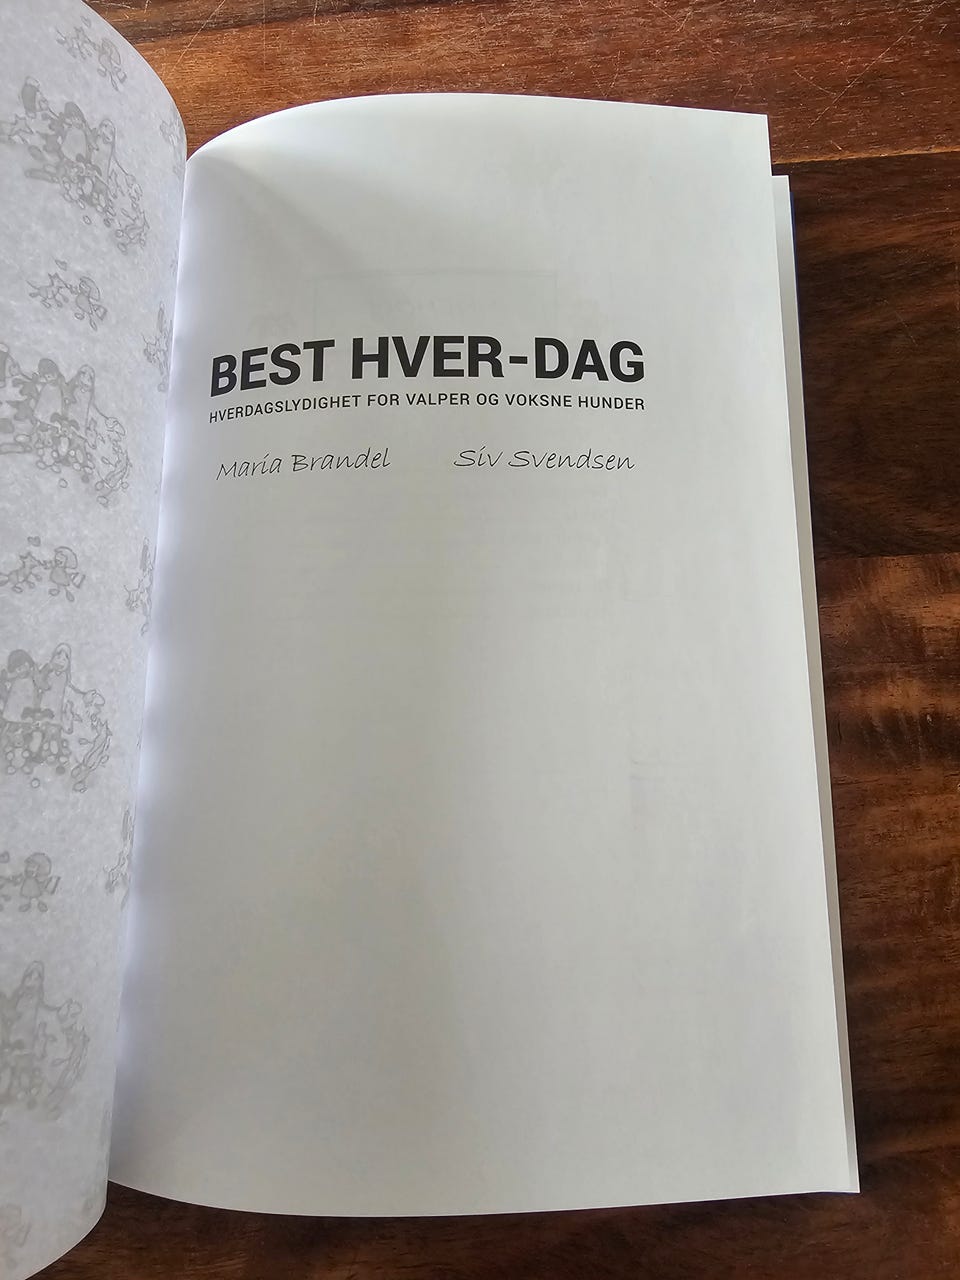 BEST HVER-DAG
HVERDAGSLYDIGHET FOR VALPER OG VOKSNE HUNDER
Maria Brandel Siv Svendsen